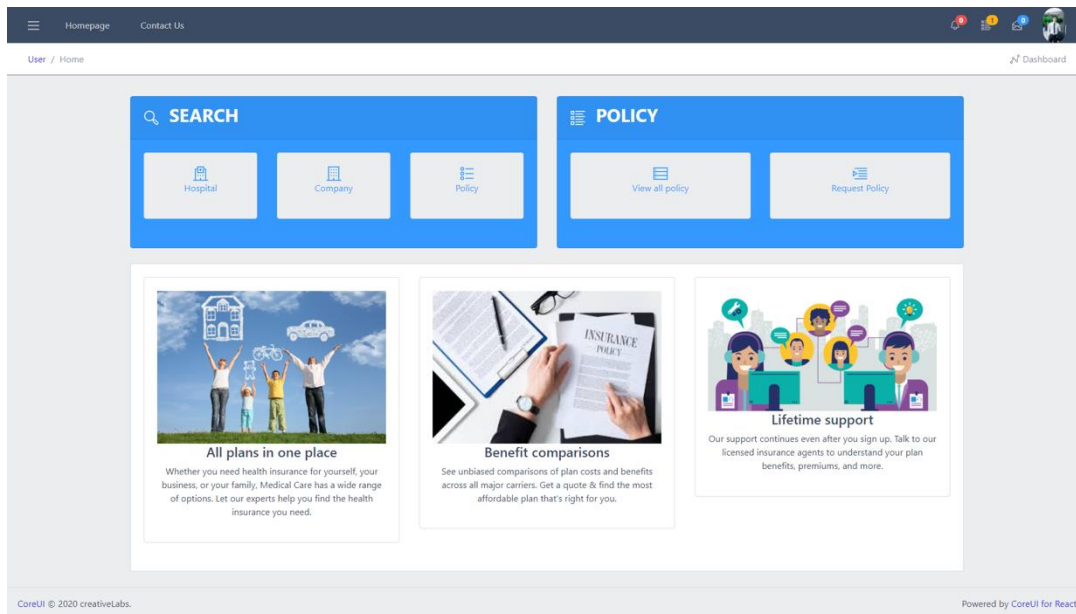 Homepage Contact Us
0 1 0
User / Home
Dashboard
SEARCH
Hospital
Company
Policy
POLICY
View all policy
Request Policy
All plans in one place
Whether you need health insurance for yourself, your
business, or your family, Medical Care has a wide range
of options. Let our experts help you find the health
insurance you need.
INSURANCE
POLICY
Benefit comparisons
See unbiased comparisons of plan costs and benefits
across all major carriers. Get a quote & find the most
affordable plan that's right for you.
Lifetime support
Our support continues even after you sign up. Talk to our
licensed insurance agents to understand your plan
benefits, premiums, and more.
CoreUI © 2020 creativeLabs.
Powered by CoreUI for React